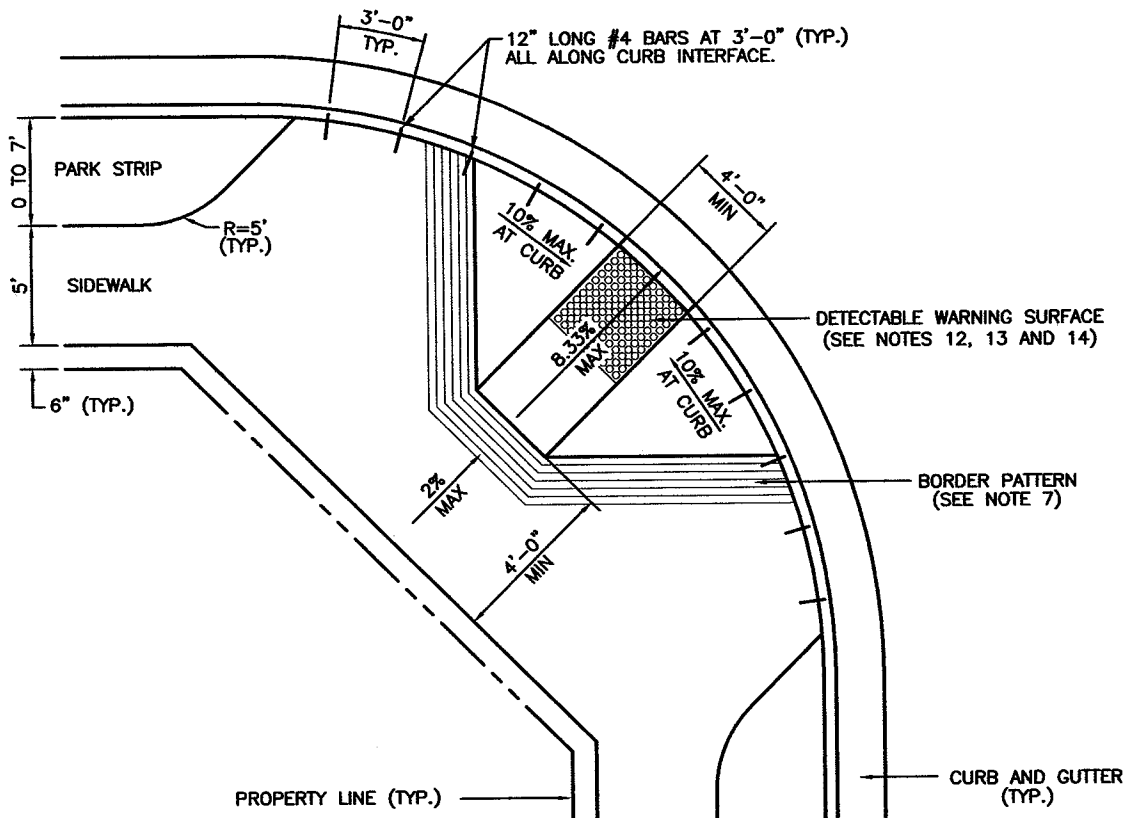 3'-0"
TYP.
12" LONG #4 BARS AT 3'-0" (TYP.)
ALL ALONG CURB INTERFACE.
0 TO 7'
PARK STRIP
R=5'
(TYP.)
5'
SIDEWALK
6" (TYP.)
4'-0"
MIN
10% MAX.
AT CURB
8.33%
MAX
10% MAX.
AT CURB
DETECTABLE WARNING SURFACE
(SEE NOTES 12, 13 AND 14)
BORDER PATTERN
(SEE NOTE 7)
2%
MAX
4'-0"
MIN
PROPERTY LINE (TYP.)
CURB AND GUTTER
(TYP.)